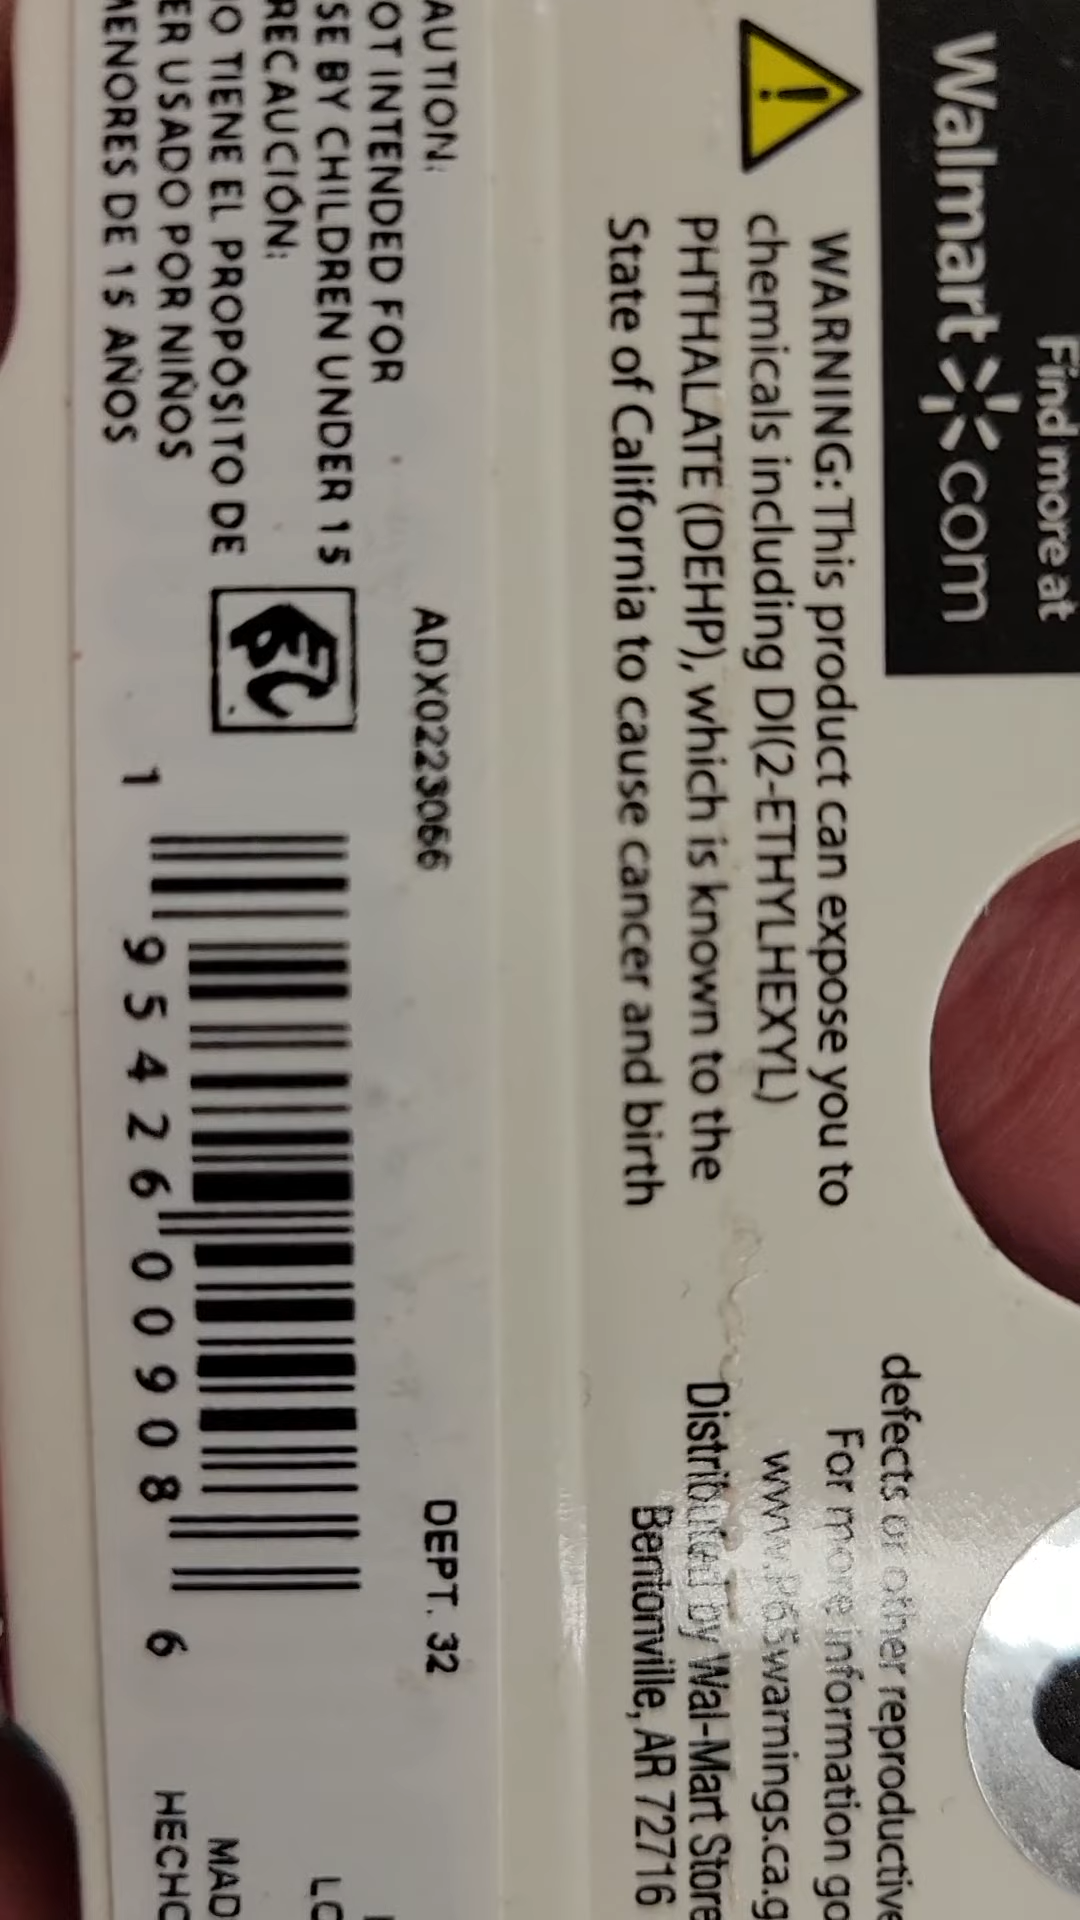 Find more at
Walmart com
WARNING: This product can expose you to
chemicals including DI(2-ETHYLHEXYL)
PHTHALATE (DEHP), which is known to the
State of California to cause cancer and birth
defects or other reproductive
For more information go
www.P65warnings.ca.g
Distributed by Wal-Mart Store
Bentonville, AR 72716
AUTION:
OT INTENDED FOR
SE BY CHILDREN UNDER 15
RECAUCIÓN:
O TIENE EL PROPÓSITO DE
ER USADO POR NIÑOS
MENORES DE 15 AÑOS
ADX0223066
DEPT. 32
1 95426 00908 6
LC
MAD
HECHO